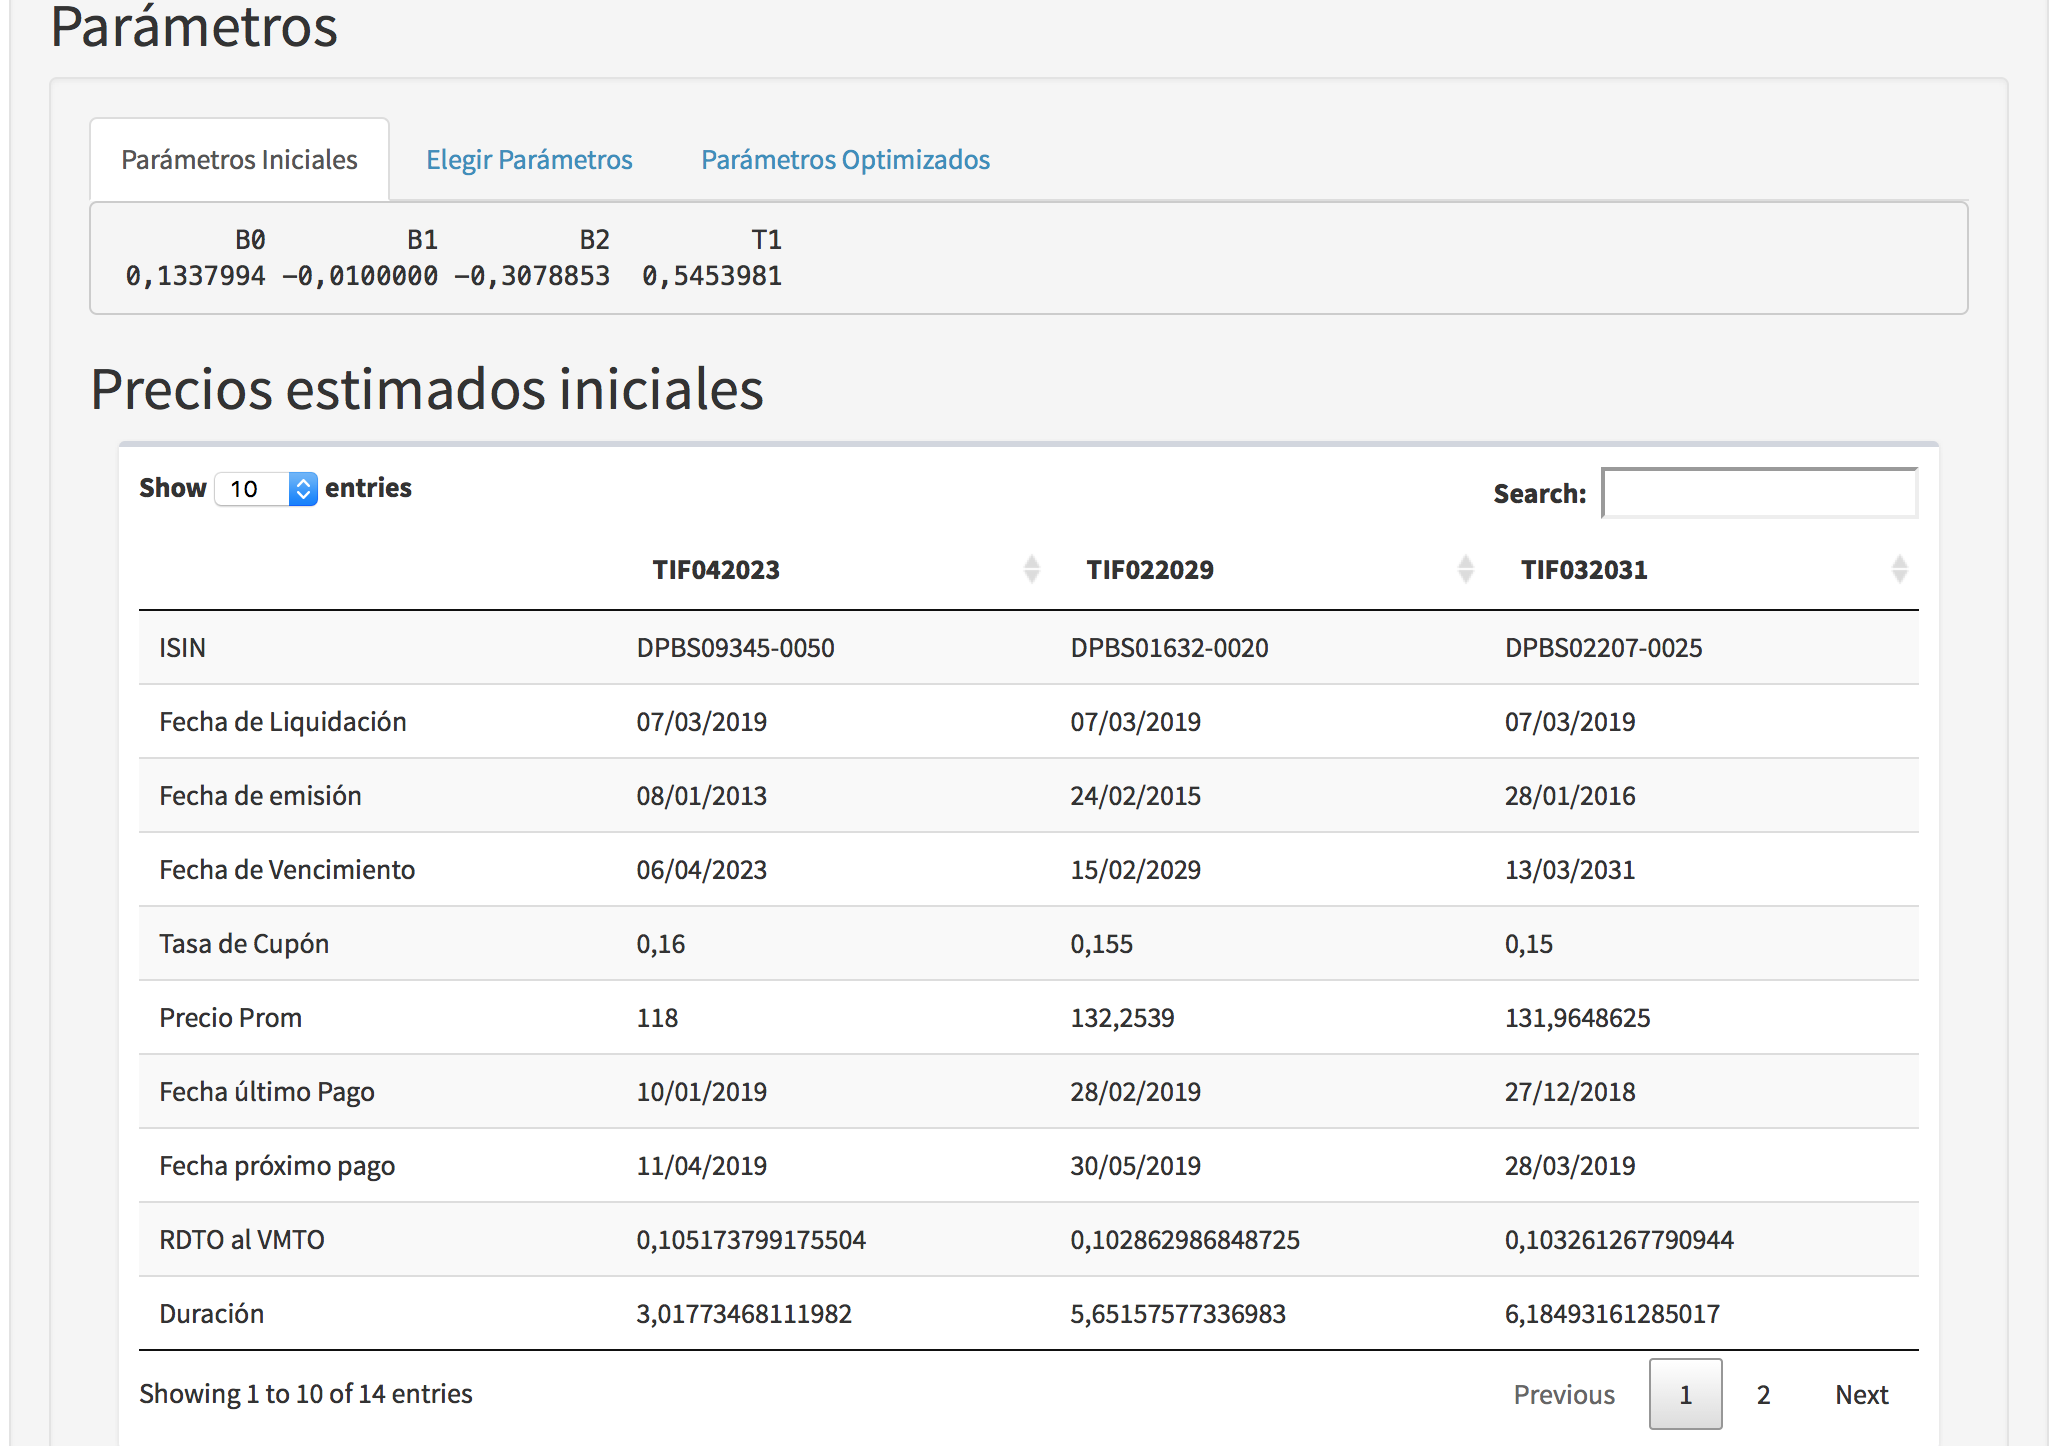 Parámetros
Parámetros Iniciales Elegir Parámetros Parámetros Optimizados
B0 B1 B2 T1
0,1337994 −0,0100000 −0,3078853 0,5453981
Precios estimados iniciales
Show 10 entries Search:
TIF042023 TIF022029 TIF032031
ISIN DPBS09345-0050 DPBS01632-0020 DPBS02207-0025
Fecha de Liquidación 07/03/2019 07/03/2019 07/03/2019
Fecha de emisión 08/01/2013 24/02/2015 28/01/2016
Fecha de Vencimiento 06/04/2023 15/02/2029 13/03/2031
Tasa de Cupón 0,16 0,155 0,15
Precio Prom 118 132,2539 131,9648625
Fecha último Pago 10/01/2019 28/02/2019 27/12/2018
Fecha próximo pago 11/04/2019 30/05/2019 28/03/2019
RDTO al VMTO 0,105173799175504 0,102862986848725 0,103261267790944
Duración 3,01773468111982 5,65157577336983 6,18493161285017
Showing 1 to 10 of 14 entries Previous 1 2 Next